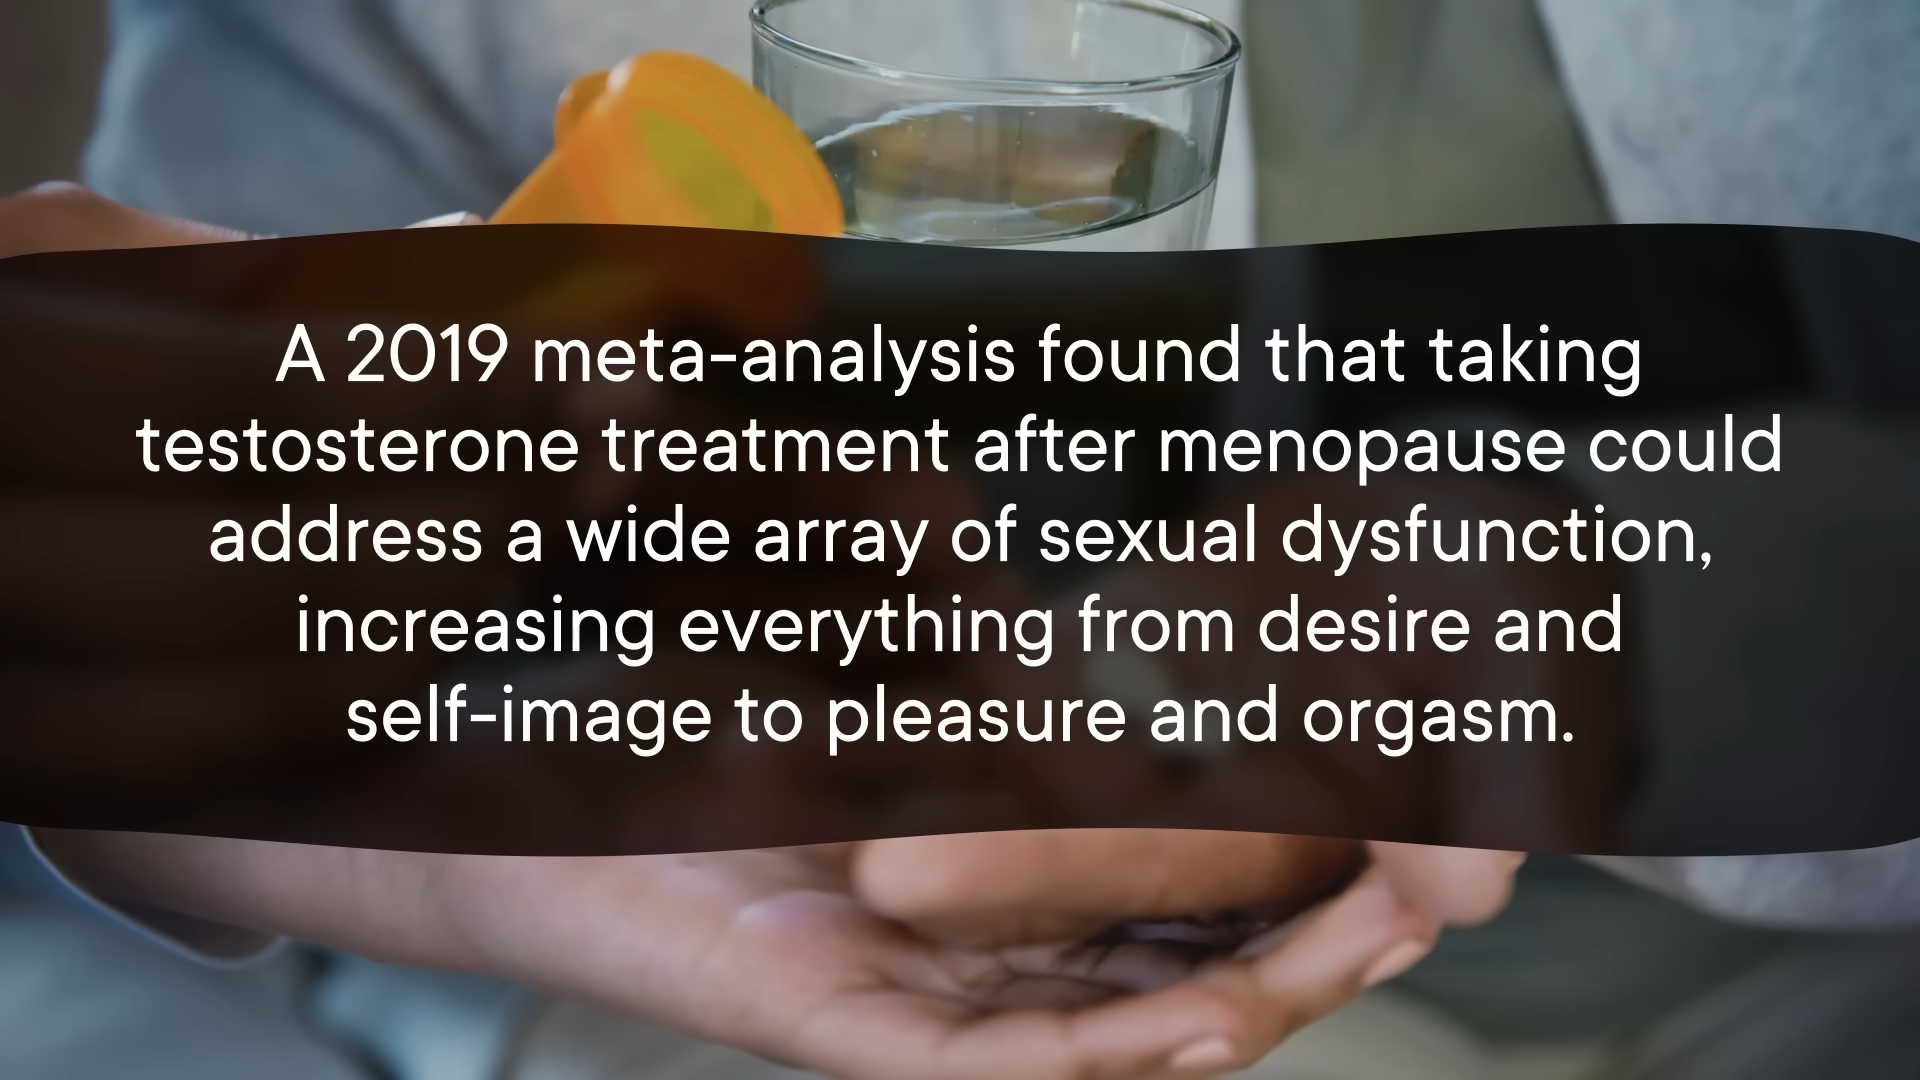 A 2019 meta-analysis found that taking
testosterone treatment after menopause could
address a wide array of sexual dysfunction,
increasing everything from desire and
self-image to pleasure and orgasm.